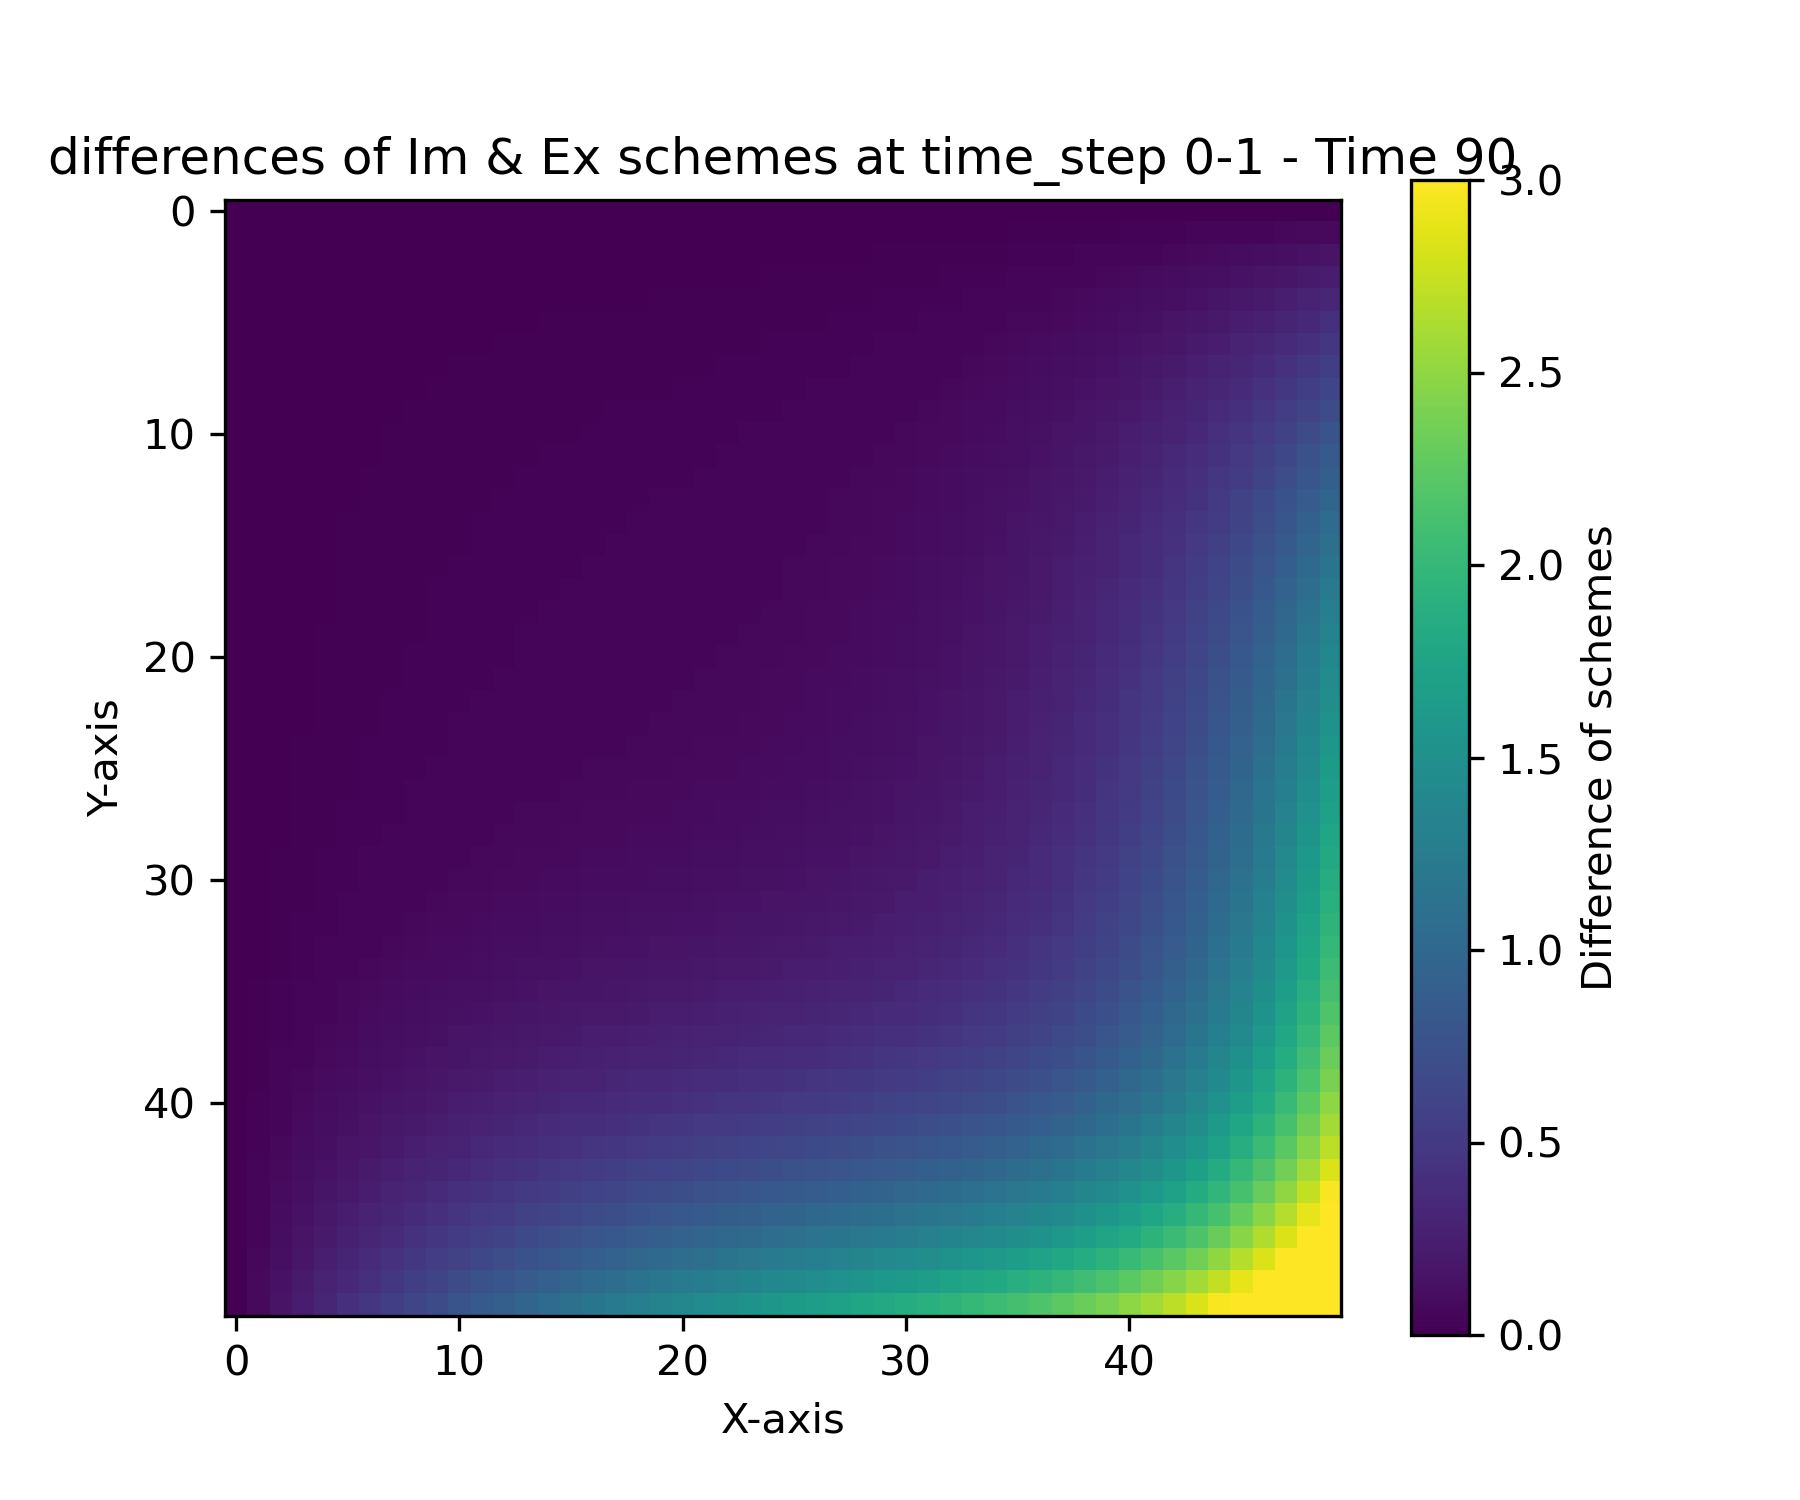 differences of Im & Ex schemes at time_step 0-1 - Time 90
3.0
2.5
2.0
1.5
1.0
0.5
0.0
Difference of schemes
0
10
20
30
40
Y-axis
0 10 20 30 40
X-axis